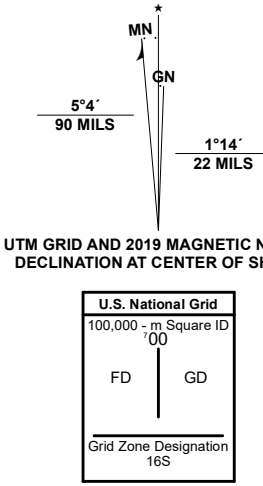 ★
MN
GN
5°4´
90 MILS
1°14´
22 MILS
UTM GRID AND 2019 MAGNETIC N
DECLINATION AT CENTER OF SH
U.S. National Grid
100,000 - m Square ID
⁷00
FD GD
Grid Zone Designation
16S